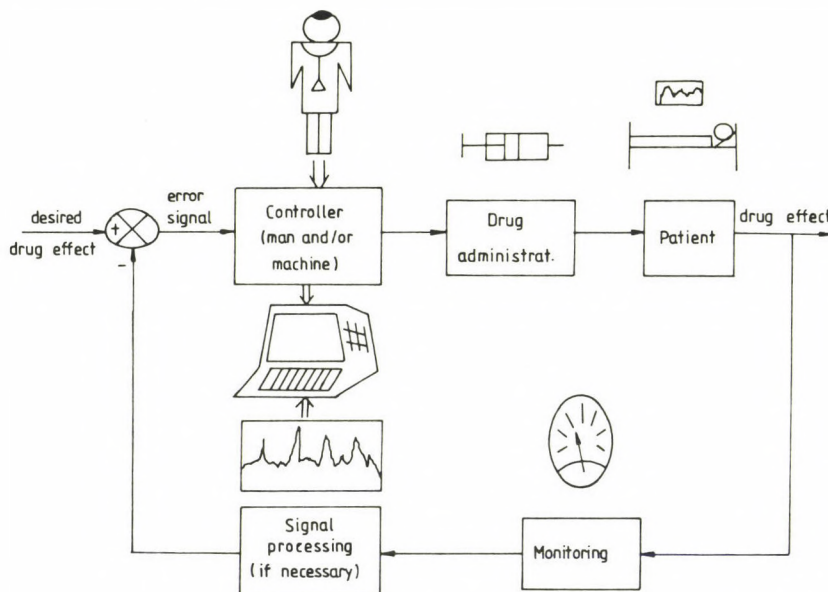 desired
drug effect
+
-
error
signal
Controller
(man and/or
machine)
Drug
administrat.
Patient
drug effect
Monitoring
Signal
processing
(if necessary)